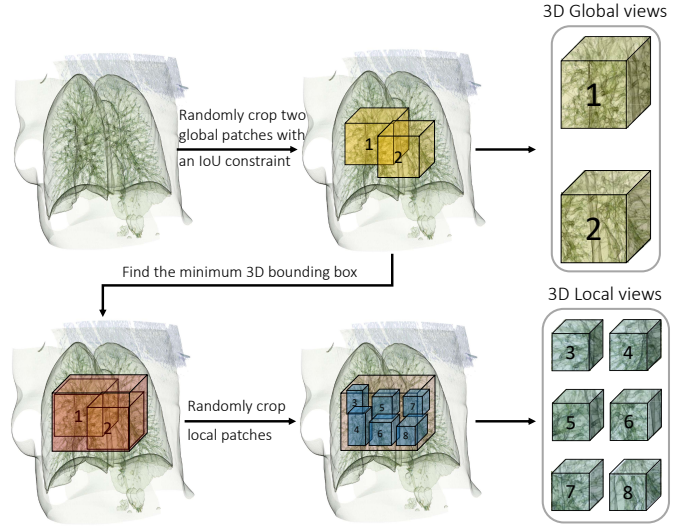 3D Global views
Randomly crop two
global patches with
an IoU constraint
1
2
1
2
Find the minimum 3D bounding box
3D Local views
1
2
Randomly crop
local patches
3
5
7
4
6
8
3
4
5
6
7
8